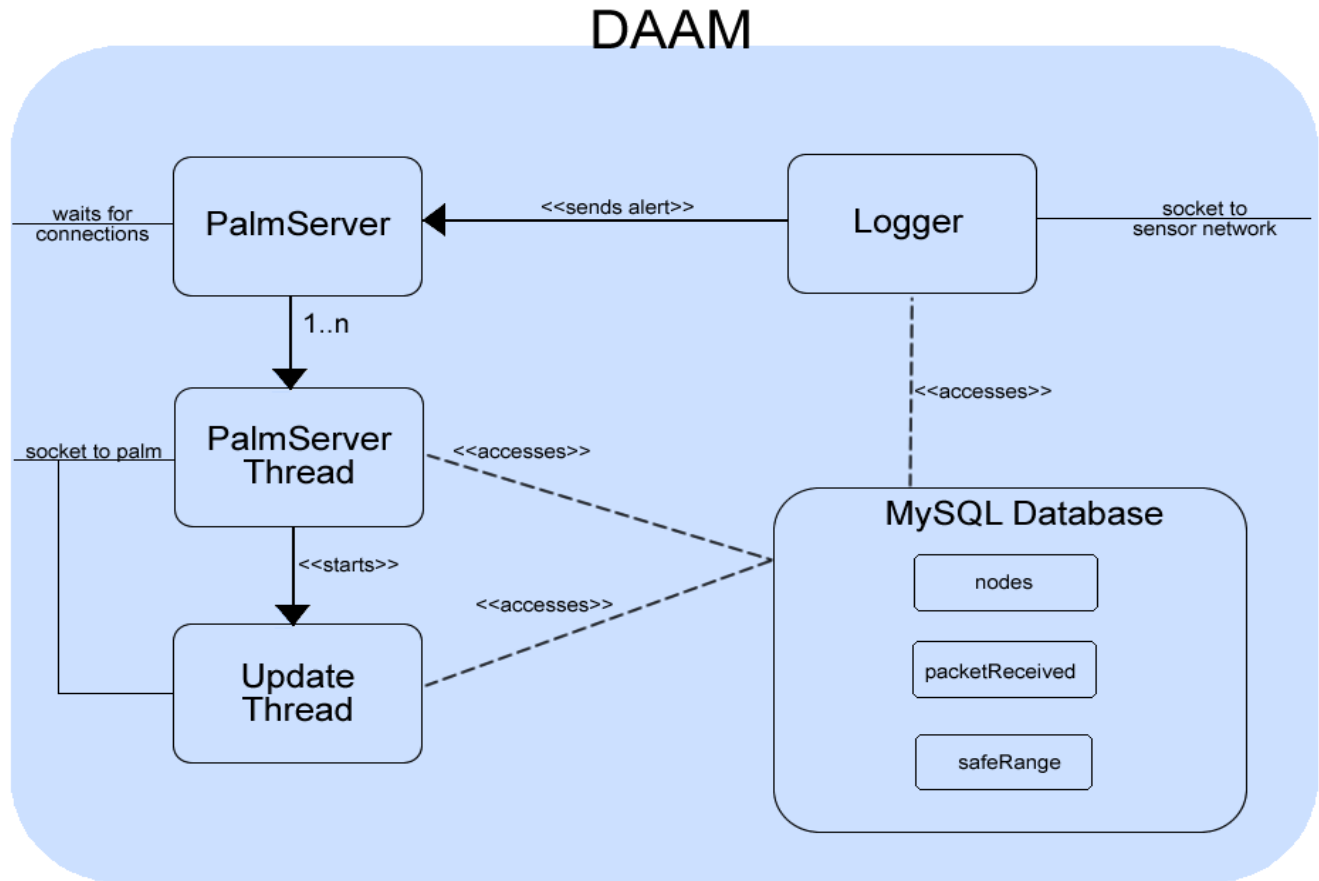 DAAM
PalmServer
Logger
waits for
connections
<<sends alert>>
socket to
sensor network
1..n
<<accesses>>
PalmServer
Thread
socket to palm
<<accesses>>
MySQL Database
<<starts>>
nodes
<<accesses>>
Update
Thread
packetReceived
safeRange